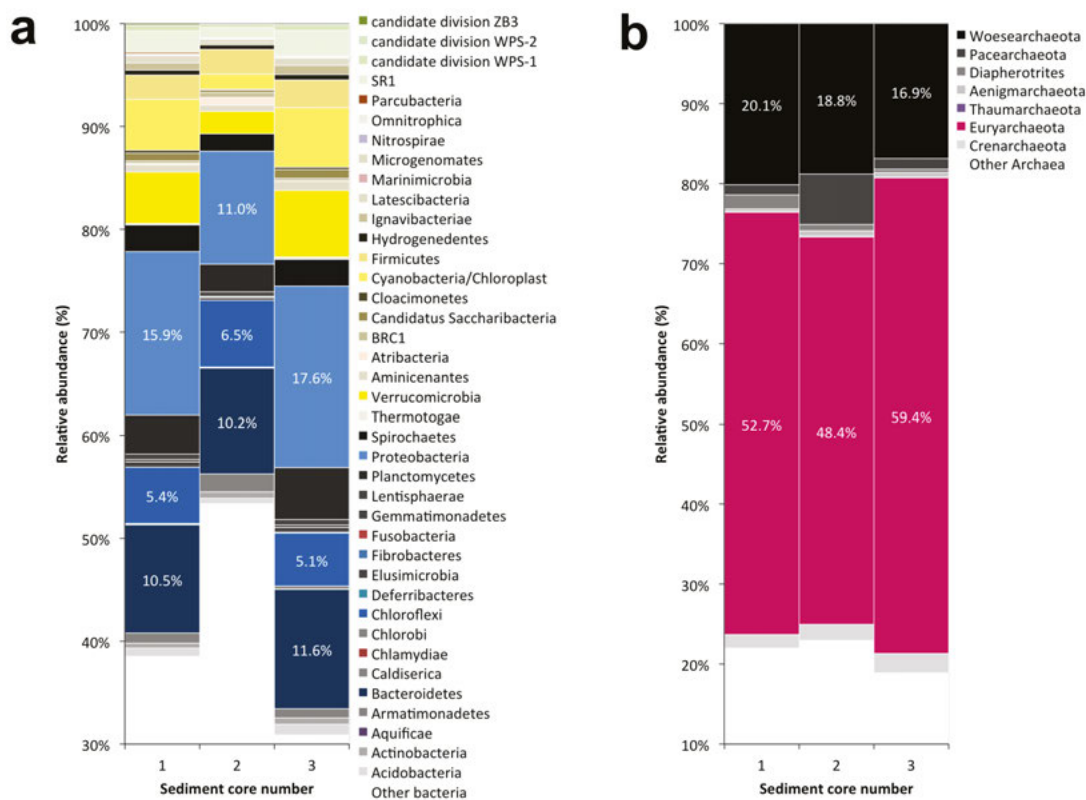 a
Relative abundance (%)
100%
90%
80%
70%
60%
50%
40%
30%
15.9%
5.4%
10.5%
11.0%
6.5%
10.2%
17.6%
5.1%
11.6%
1 2 3
Sediment core number
candidate division ZB3
candidate division WPS-2
candidate division WPS-1
SR1
Parcubacteria
Omnitrophica
Nitrospirae
Microgenomates
Marinimicrobia
Latescibacteria
Ignavibacteriae
Hydrogenedentes
Firmicutes
Cyanobacteria/Chloroplast
Cloacimonetes
Candidatus Saccharibacteria
BRC1
Atribacteria
Aminicenantes
Verrucomicrobia
Thermotogae
Spirochaetes
Proteobacteria
Planctomycetes
Lentisphaerae
Gemmatimonadetes
Fusobacteria
Fibrobacteres
Elusimicrobia
Deferribacteres
Chloroflexi
Chlorobi
Chlamydiae
Caldiserica
Bacteroidetes
Armatimonadetes
Aquificae
Actinobacteria
Acidobacteria
Other bacteria
b
Relative abundance (%)
100%
90%
80%
70%
60%
50%
40%
30%
20%
10%
20.1%
52.7%
18.8%
48.4%
16.9%
59.4%
1 2 3
Sediment core number
Woesearchaeota
Pacearchaeota
Diapherotrites
Aenigmarchaeota
Thaumarchaeota
Euryarchaeota
Crenarchaeota
Other Archaea